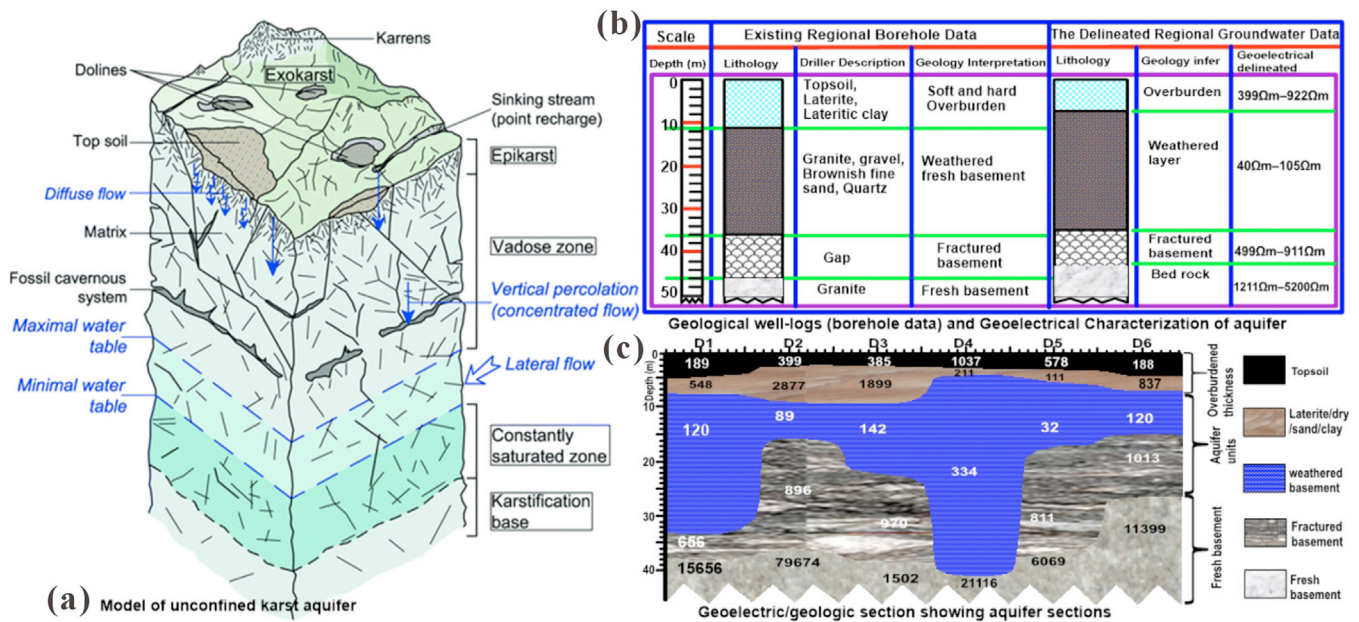 Karrens
Dolines
Exokarst
Sinking stream
(point recharge)
Top soil
Epikarst
Diffuse flow
Matrix
Vadose zone
Fossil cavernous
system
Vertical percolation
(concentrated flow)
Maximal water
table
Lateral flow
Minimal water
table
Constantly
saturated zone
Karstification
base
(a)
Model of unconfined karst aquifer
(b)
Scale
Existing Regional Borehole Data
The Delineated Regional Groundwater Data
Depth (m)
Lithology
Driller Description
Geology Interpretation
Lithology
Geology infer
Geoelectrical
delineated
0
10
20
30
40
50
Topsoil,
Laterite,
Lateritic clay
Soft and hard
Overburden
Overburden
399Ωm–922Ωm
Granite, gravel,
Brownish fine
sand, Quartz
Weathered
fresh basement
Weathered
layer
40Ωm–105Ωm
Gap
Fractured
basement
Fractured
basement
499Ωm–911Ωm
Granite
Fresh basement
Bed rock
1211Ωm–5200Ωm
Geological well-logs (borehole data) and Geoelectrical Characterization of aquifer
(c)
D1 D2 D3 D4 D5 D6
0
10
20
30
40
Depth (m)
189 399 385 1037 578 188
548 2877 1899 211 111 837
120 89 142 334 32 120
896 970 811 1013
656
15656 79674 1502 21116 6069 11399
Overburdened
thickness
Aquifer
units
Fresh basement
Topsoil
Laterite/dry
/sand/clay
weathered
basement
Fractured
basement
Fresh
basement
Geoelectric/geologic section showing aquifer sections